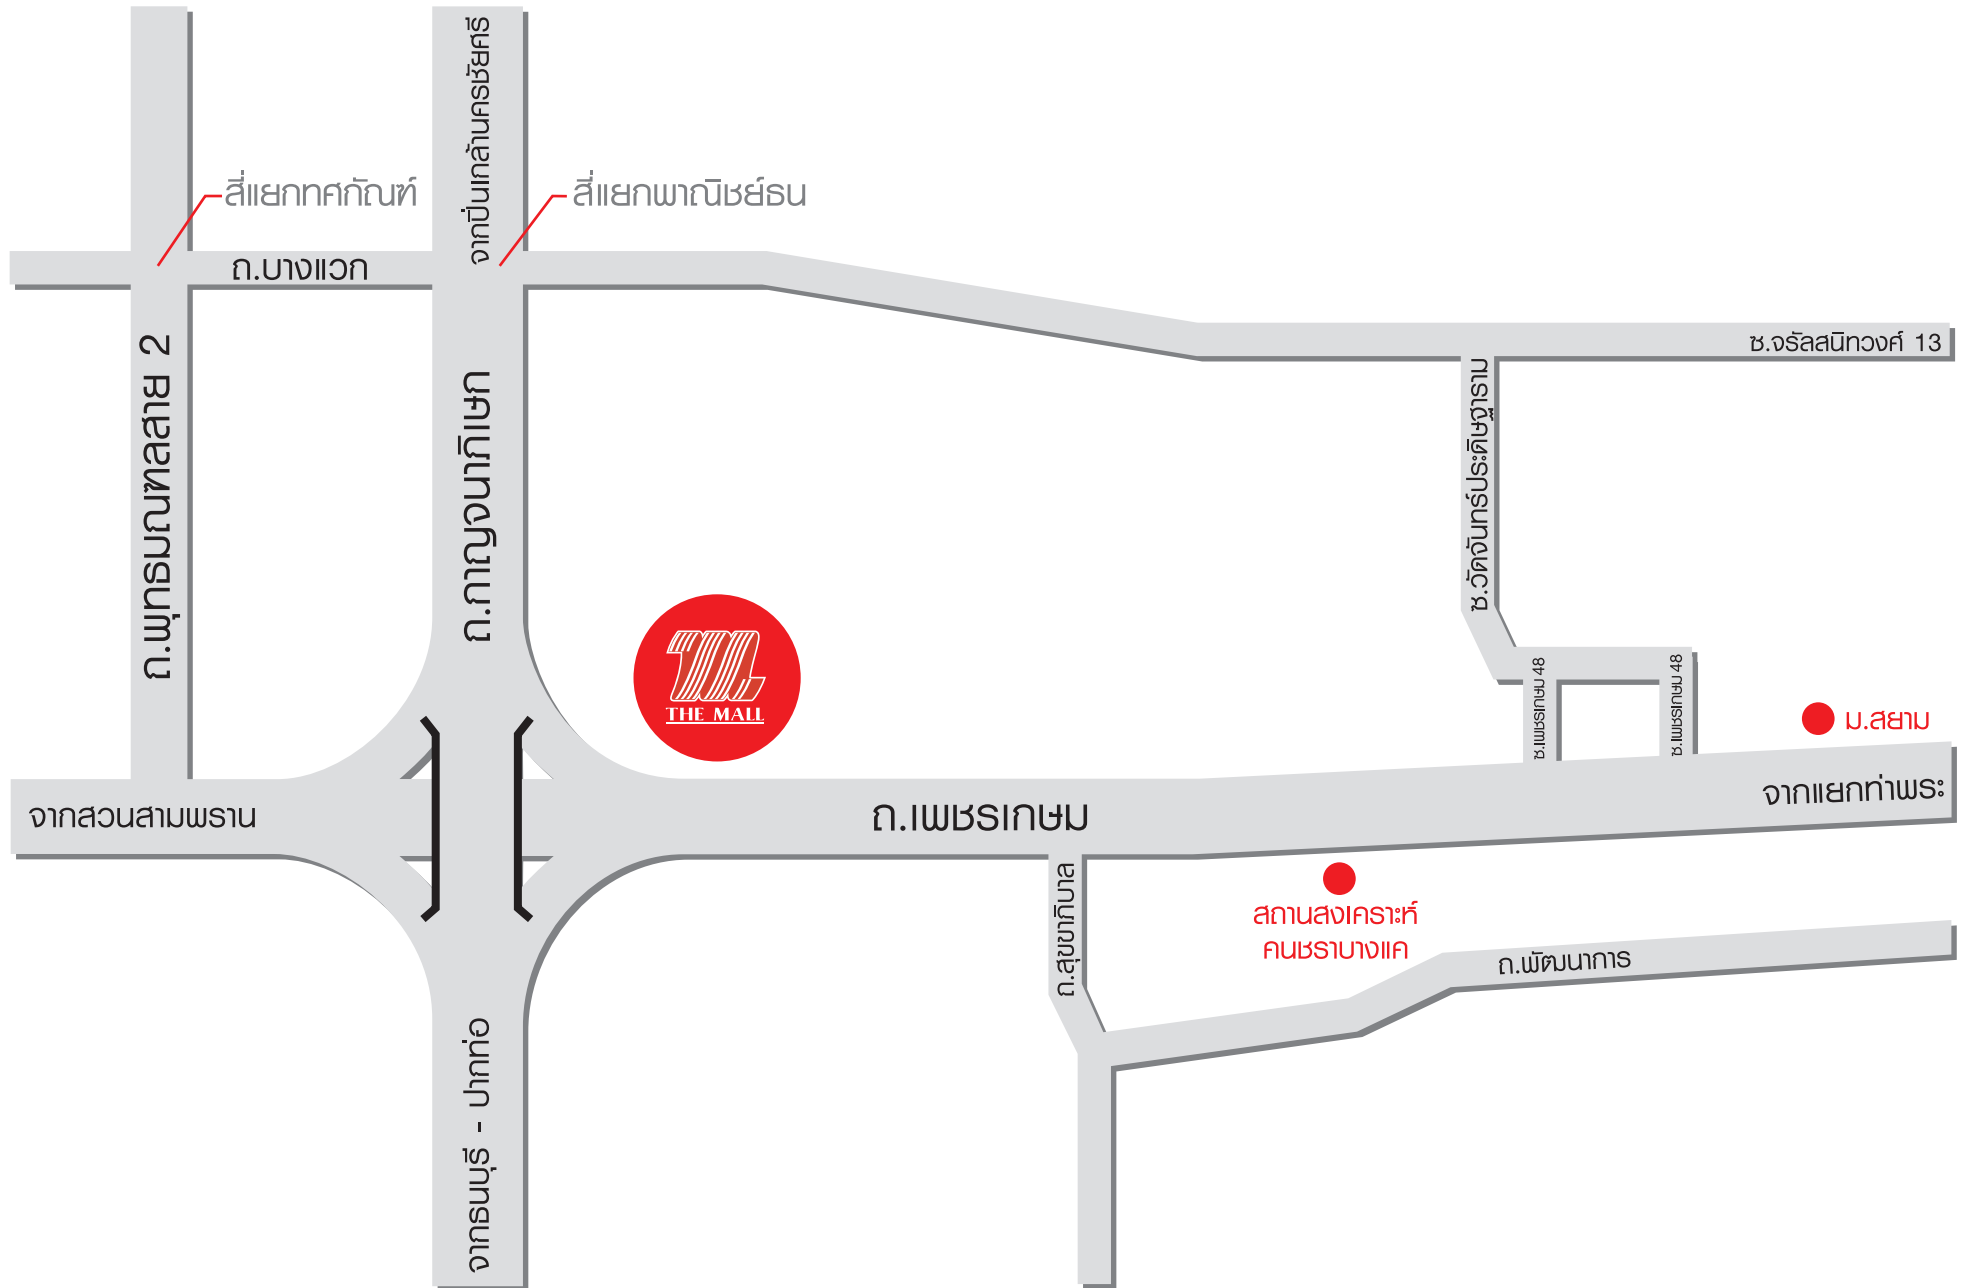 จากปิ่นเกล้านครชัยศรี
สี่แยกทศกัณฑ์
สี่แยกพาณิชย์ธน
ถ.บางแวก
ซ.จรัลสนิทวงศ์ 13
ถ.พุทธมณฑลสาย 2
ถ.กาญจนาภิเษก
ซ.วัดจันทร์ประดิษฐาราม
THE MALL
ซ.เพชรเกษม 48
ซ.เพชรเกษม 48
ม.สยาม
จากสวนสามพราน
ถ.เพชรเกษม
จากแยกท่าพระ
ถ.สุขาภิบาล
สถานสงเคราะห์
คนชราบางแค
ถ.พัฒนาการ
จากธนบุรี - ปากท่อ